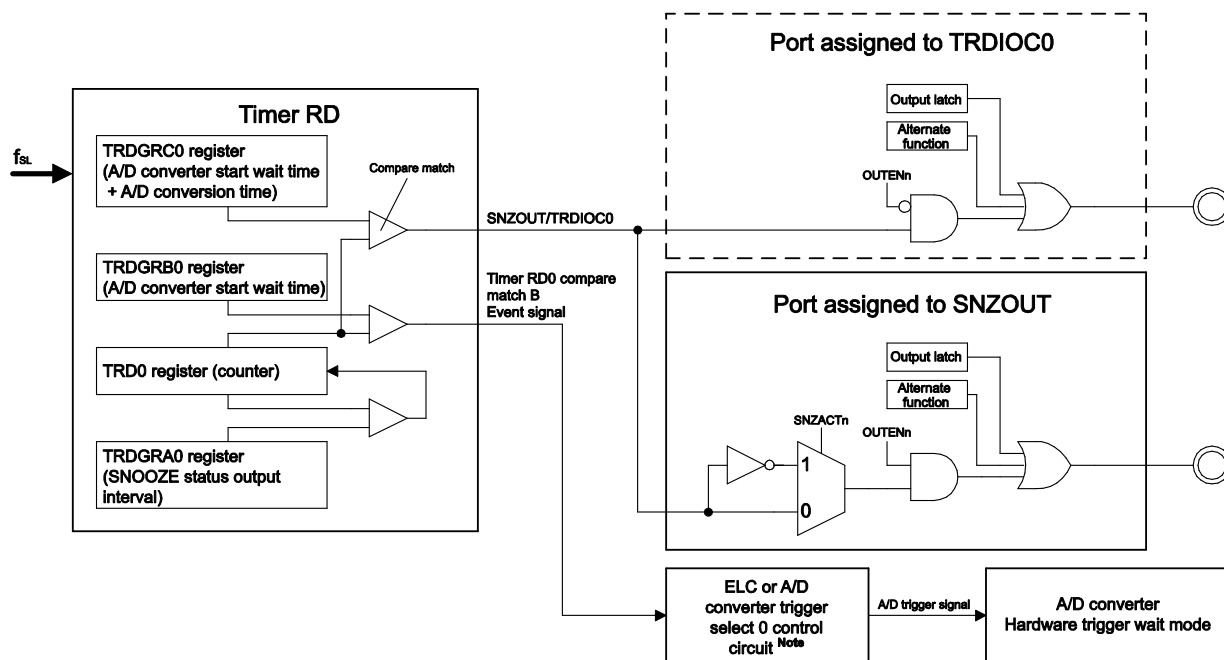 fSL
Timer RD
TRDGRC0 register
(A/D converter start wait time
+ A/D conversion time)
Compare match
TRDGRB0 register
(A/D converter start wait time)
TRD0 register (counter)
TRDGRA0 register
(SNOOZE status output
interval)
SNZOUT/TRDIOC0
Timer RD0 compare
match B
Event signal
Port assigned to TRDIOC0
Output latch
Alternate
function
OUTENn
Port assigned to SNZOUT
Output latch
Alternate
function
SNZACTn
OUTENn
1
0
ELC or A/D
converter trigger
select 0 control
circuit Note
A/D trigger signal
A/D converter
Hardware trigger wait mode